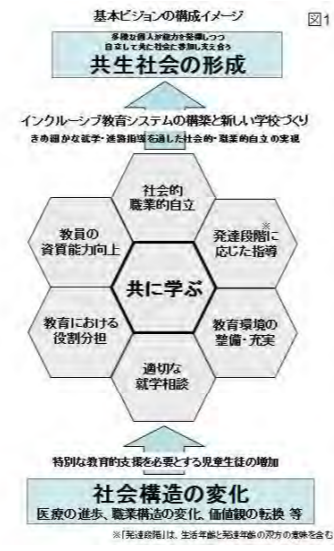 基本ビジョンの構成イメージ
図1
多様な個人が能力を発揮しつつ
自立して共に社会に参加し支え合う
共生社会の形成
インクルーシブ教育システムの構築と新しい学校づくり
きめ細かな就学・進路指導を通した社会的・職業的自立の実現
社会的
職業的自立
教員の
資質能力向上
※
発達段階に
応じた指導
共に学ぶ
教育における
役割分担
教育環境の
整備・充実
適切な
就学相談
特別な教育的支援を必要とする児童生徒の増加
社会構造の変化
医療の進歩、職業構造の変化、価値観の転換 等
※「発達段階」は、生活年齢と発達年齢の双方の意味を含む